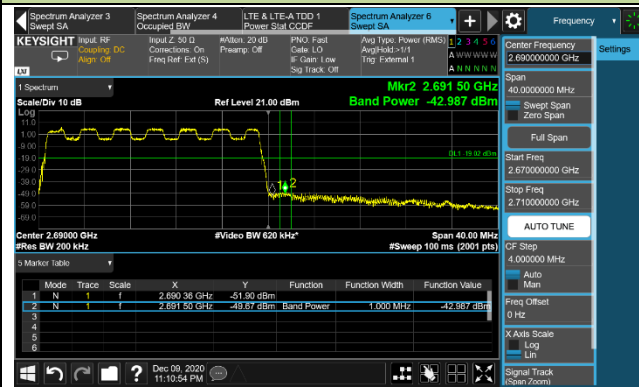 Spectrum Analyzer 3
Swept SA
Spectrum Analyzer 4
Occupied BW
LTE & LTE-A TDD 1
Power Stat CCDF
Spectrum Analyzer 6
Swept SA
Frequency
KEYSIGHT
Input: RF
Coupling: DC
Align: Off
Input Z: 50 Ω
Corrections: On
Freq Ref: Ext (S)
#Atten: 20 dB
Preamp: Off
PNO: Fast
Gate: LO
IF Gain: Low
Sig Track: Off
Avg Type: Power (RMS)
Avg|Hold:>1/1
Trig: External 1
1 2 3 4 5 6
A W W W W W
A N N N N N
LXI
1 Spectrum
Scale/Div 10 dB
Ref Level 21.00 dBm
Mkr2 2.691 50 GHz
Band Power -42.987 dBm
Log
11.0
1.00
-9.00
-19.0
-29.0
-39.0
-49.0
-59.0
-69.0
DL1 -19.02 dBm
1
2
Center 2.69000 GHz
#Res BW 200 kHz
#Video BW 620 kHz*
Span 40.00 MHz
#Sweep 100 ms (2001 pts)
5 Marker Table
Mode Trace Scale X Y Function Function Width Function Value
1 N 1 f 2.690 36 GHz -51.90 dBm
2 N 1 f 2.691 50 GHz -49.67 dBm Band Power 1.000 MHz -42.987 dBm
3
4
5
6
Dec 09, 2020
11:10:54 PM
Center Frequency
2.690000000 GHz
Settings
Span
40.0000000 MHz
Swept Span
Zero Span
Full Span
Start Freq
2.670000000 GHz
Stop Freq
2.710000000 GHz
AUTO TUNE
CF Step
4.000000 MHz
Auto
Man
Freq Offset
0 Hz
X Axis Scale
Log
Lin
Signal Track
(Span Zoom)